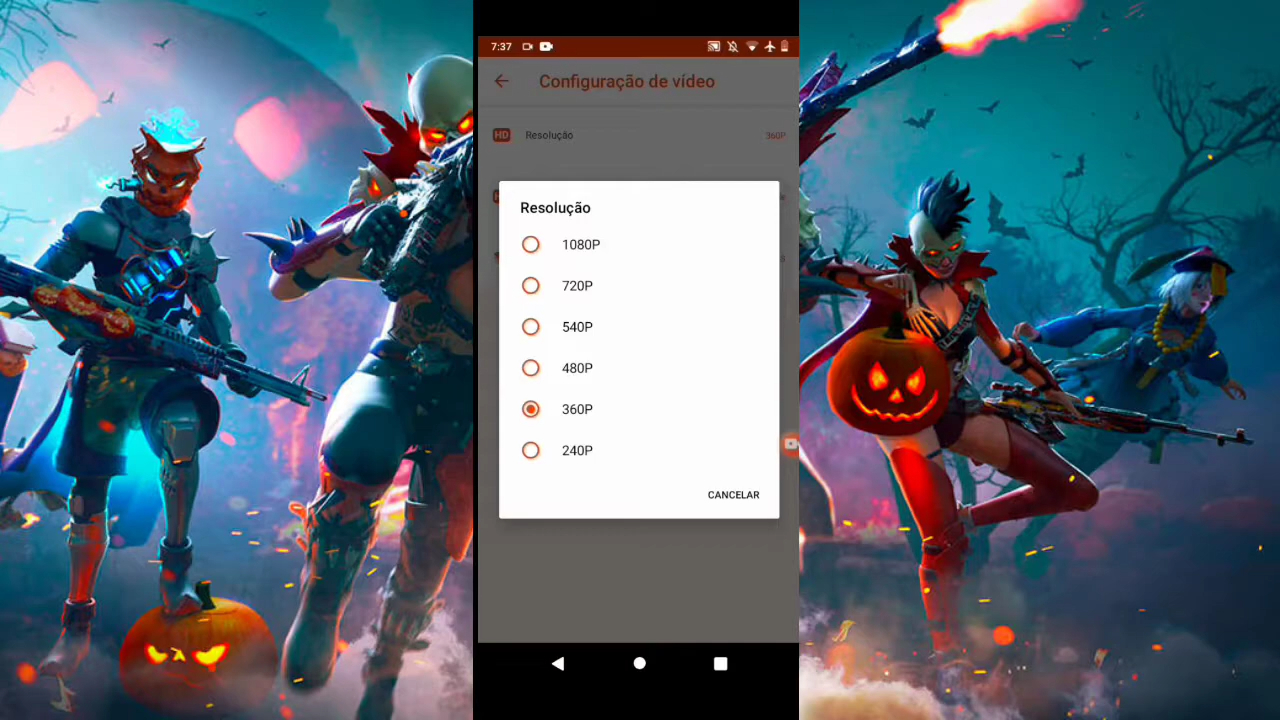 7:37
Configuração de vídeo
HD Resolução 360P
Resolução
1080P
720P
540P
480P
360P
240P
CANCELAR